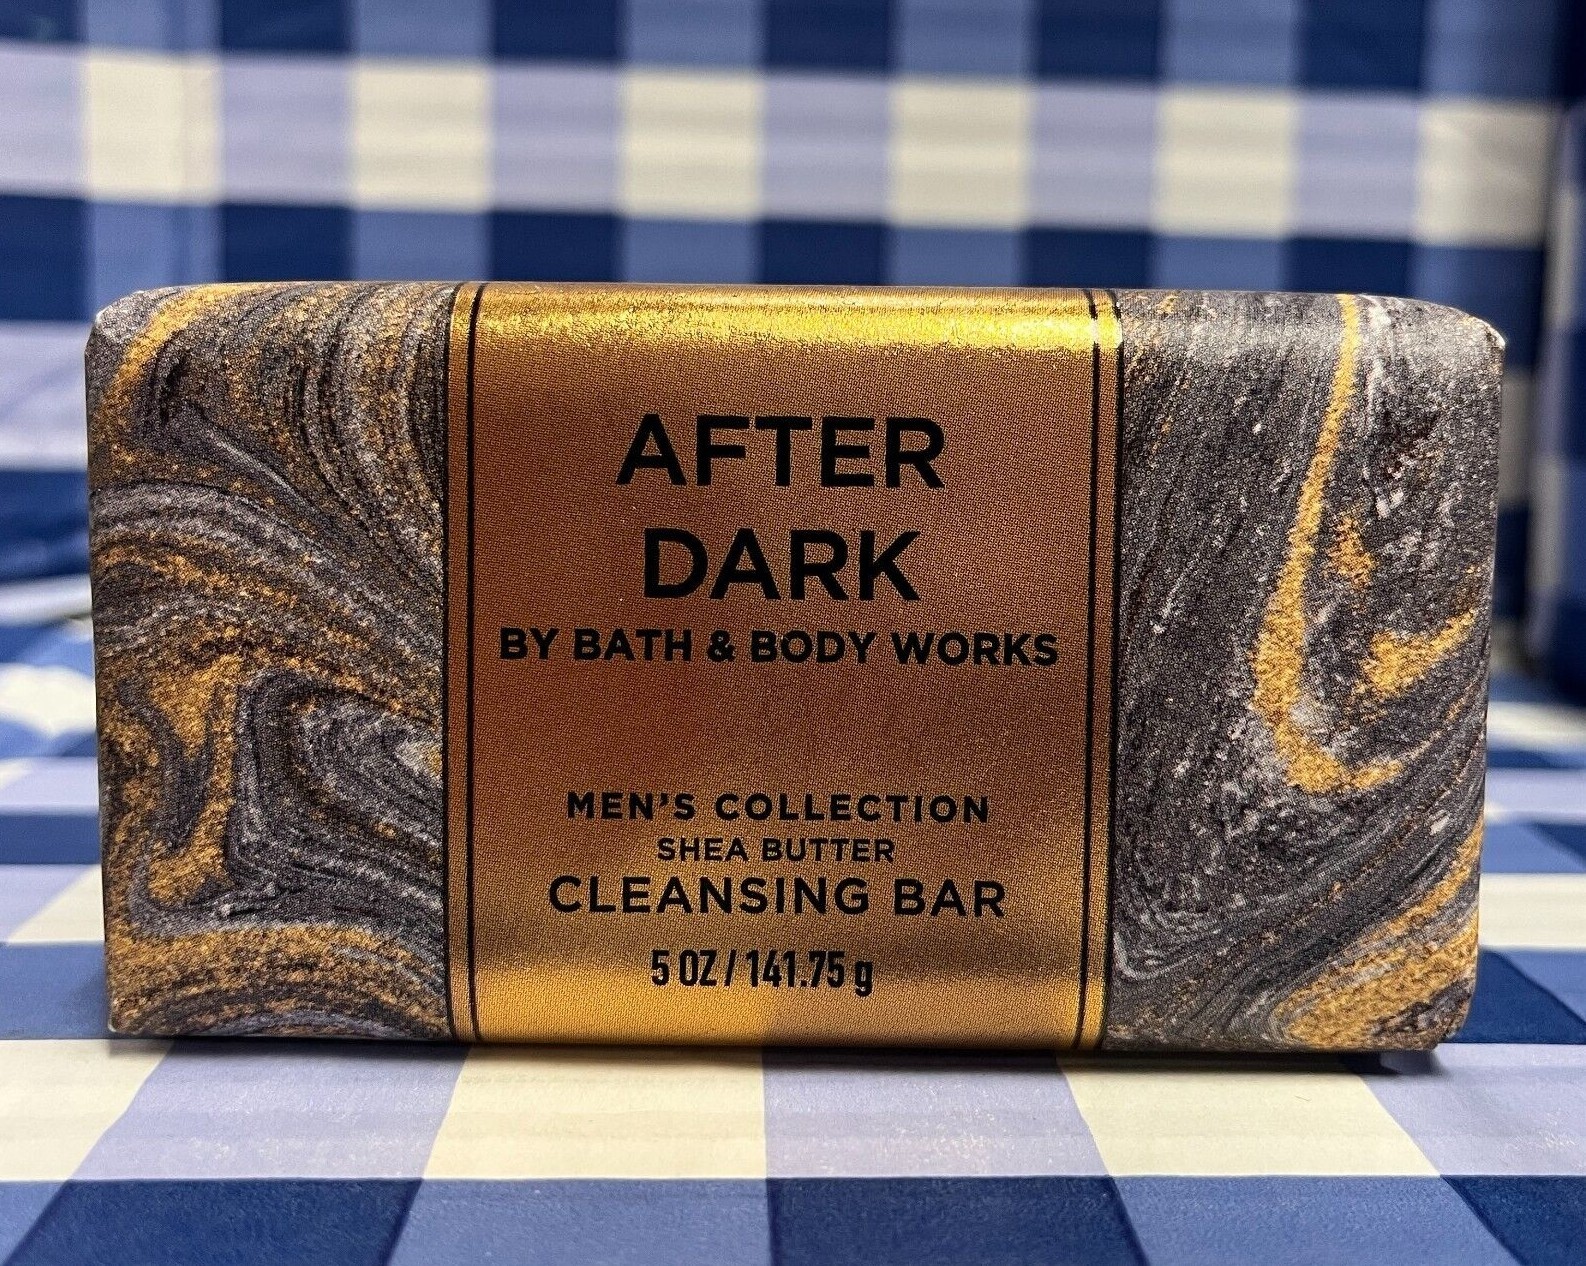 AFTER
DARK
BY BATH & BODY WORKS
MEN'S COLLECTION
SHEA BUTTER
CLEANSING BAR
5 OZ / 141.75 g